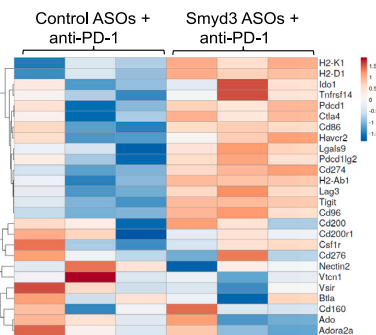 Control ASOs + Smyd3 ASOs +
anti-PD-1 anti-PD-1
H2-K1
H2-D1
Ido1
Tnfrsf14
Pdcd1
Ctla4
Cd86
Havcr2
Lgals9
Pdcd1lg2
Cd274
H2-Ab1
Lag3
Tigit
Cd96
Cd200
Cd200r1
Csf1r
Cd276
Nectin2
Vtcn1
Vsir
Btla
Cd160
Ado
Adora2a
1.5
1
0.5
0
-0.5
-1